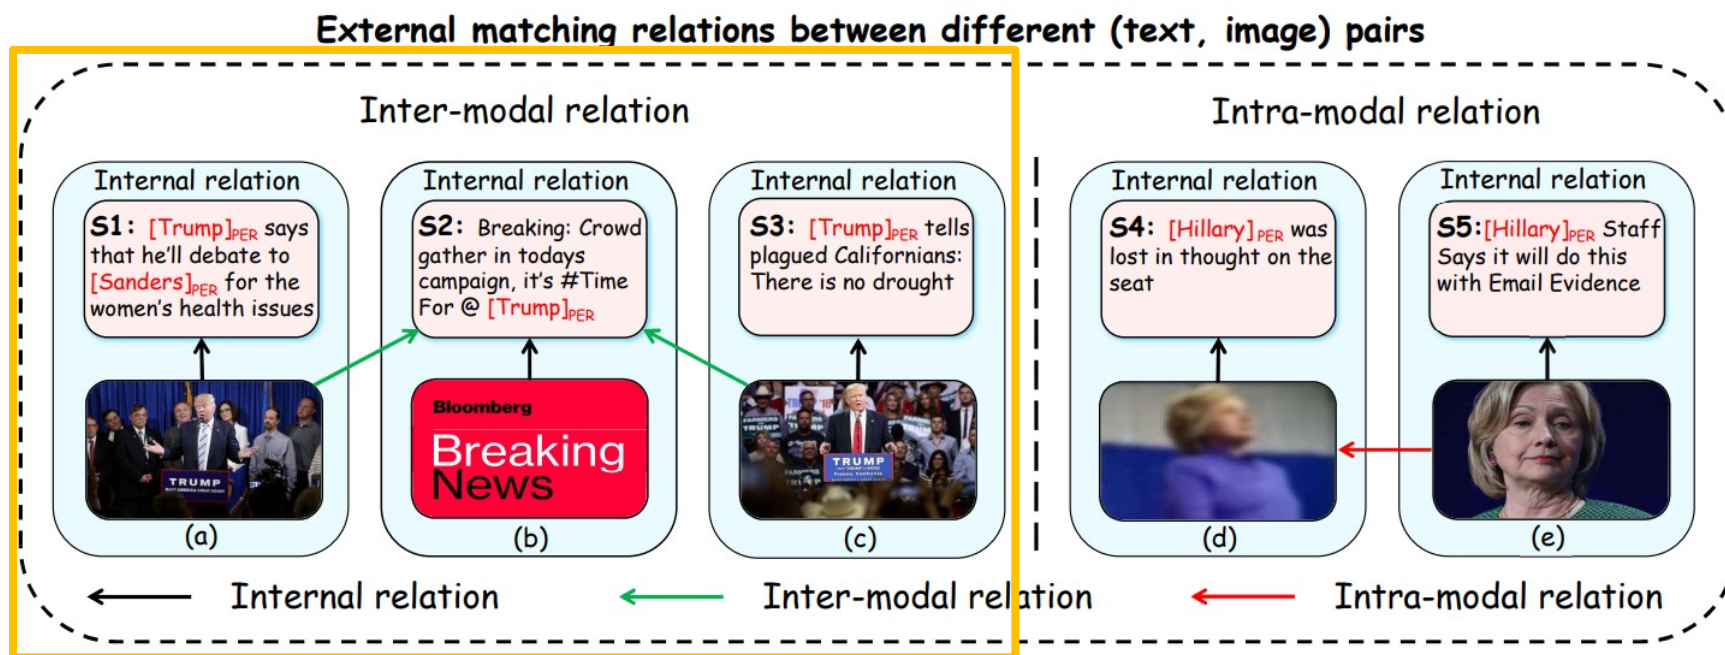 External matching relations between different (text, image) pairs
Inter-modal relation
Intra-modal relation
Internal relation
S1: [Trump]PER says
that he'll debate to
[Sanders]PER for the
women's health issues
TRUMP
(a)
Internal relation
S2: Breaking: Crowd
gather in todays
campaign, it's #Time
For @ [Trump]PER
Bloomberg
Breaking
News
(b)
Internal relation
S3: [Trump]PER tells
plagued Californians:
There is no drought
TRUMP
(c)
Internal relation
S4: [Hillary]PER was
lost in thought on the
seat
(d)
Internal relation
S5:[Hillary]PER Staff
Says it will do this
with Email Evidence
(e)
Internal relation
Inter-modal relation
Intra-modal relation